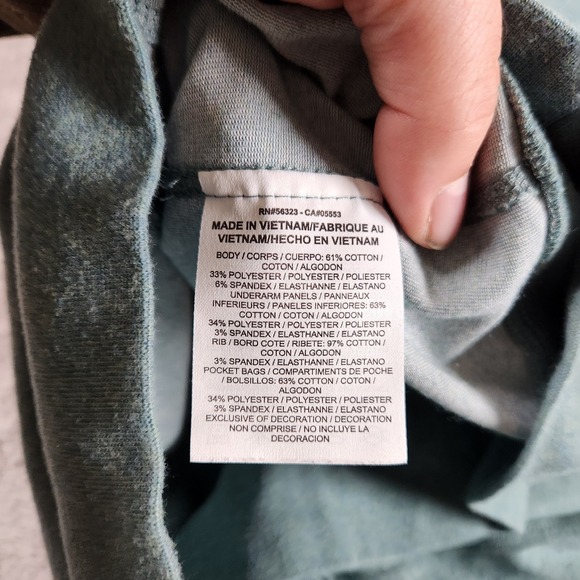 RN#56323 - CA#05553
MADE IN VIETNAM/FABRIQUE AU
VIETNAM/HECHO EN VIETNAM
BODY / CORPS / CUERPO: 61% COTTON /
COTON / ALGODON
33% POLYESTER / POLYESTER / POLIESTER
6% SPANDEX / ELASTHANNE / ELASTANO
UNDERARM PANELS / PANNEAUX
INFERIEURS / PANELES INFERIORES: 63%
COTTON / COTON / ALGODON
34% POLYESTER / POLYESTER / POLIESTER
3% SPANDEX / ELASTHANNE / ELASTANO
RIB / BORD COTE / RIBETE: 97% COTTON /
COTON / ALGODON
3% SPANDEX / ELASTHANNE / ELASTANO
POCKET BAGS / COMPARTIMENTS DE POCHE
/ BOLSILLOS: 63% COTTON / COTON /
ALGODON
34% POLYESTER / POLYESTER / POLIESTER
3% SPANDEX / ELASTHANNE / ELASTANO
EXCLUSIVE OF DECORATION / DECORATION
NON COMPRISE / NO INCLUYE LA
DECORACION